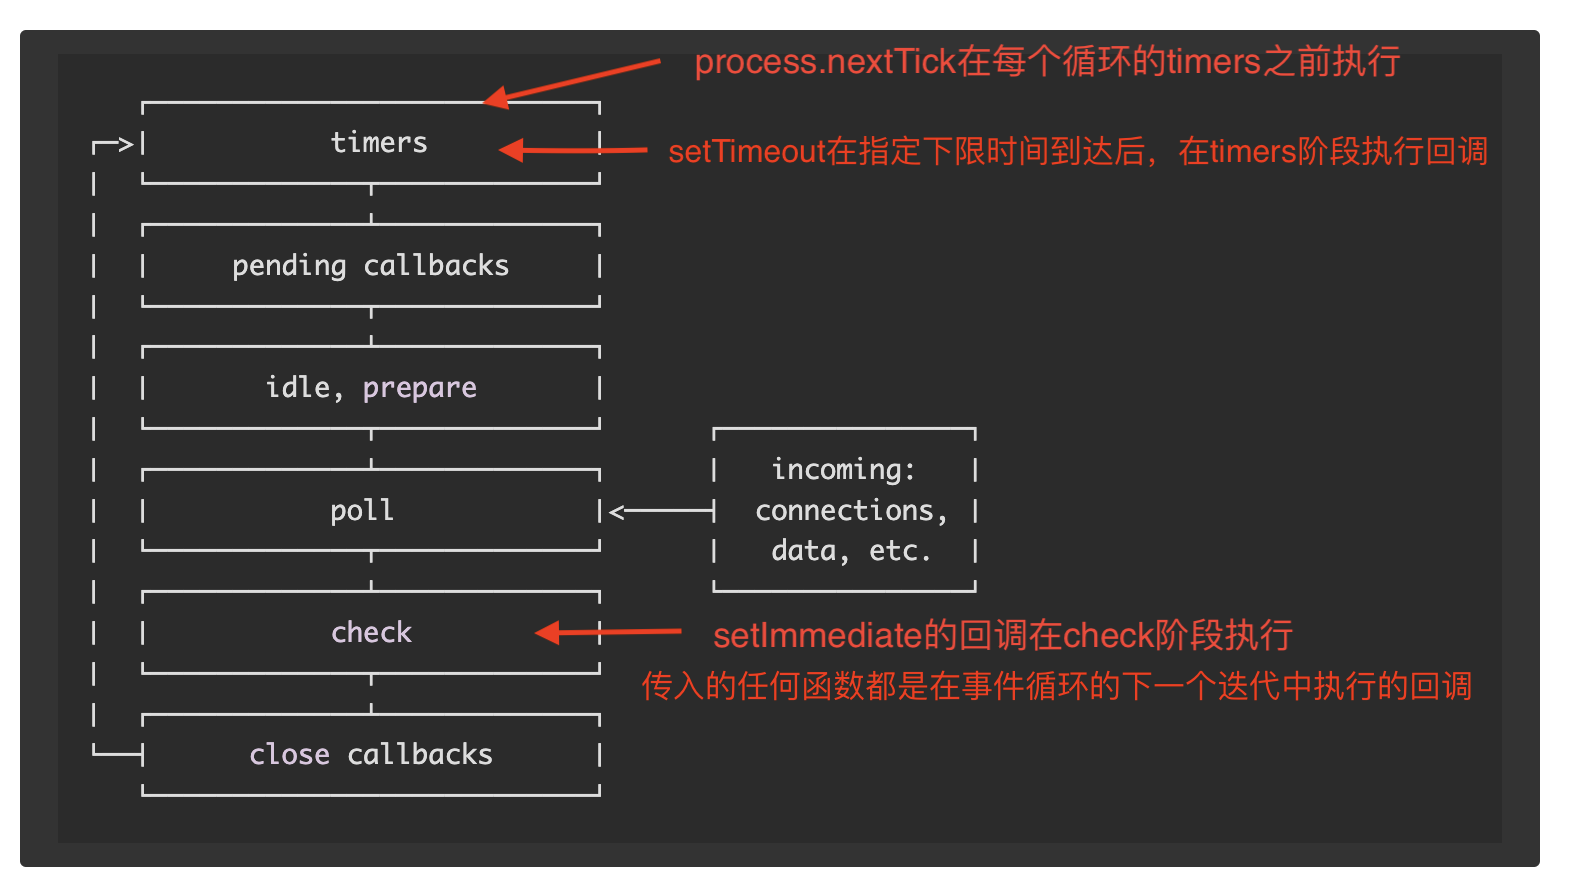 process.nextTick在每个循环的timers之前执行
timers
setTimeout在指定下限时间到达后，在timers阶段执行回调
pending callbacks
idle, prepare
incoming:
poll
connections,
data, etc.
check
setImmediate的回调在check阶段执行
传入的任何函数都是在事件循环的下一个迭代中执行的回调
close callbacks